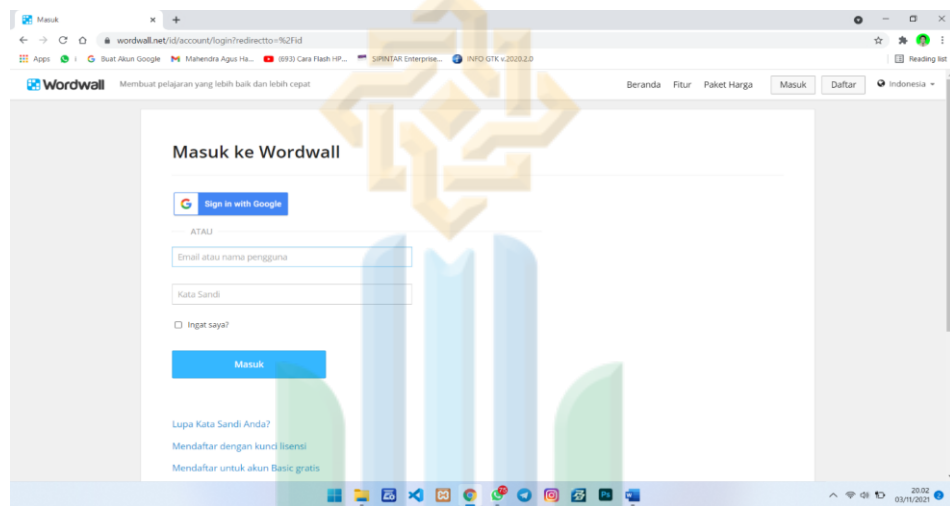 Masuk
wordwall.net/id/account/login?redirectto=%2Fid
Apps
Buat Akun Google
Mahendra Agus Ha...
(693) Cara Flash HP...
SIPINTAR Enterprise...
INFO GTK v.2020.2.0
Reading list
Wordwall
Membuat pelajaran yang lebih baik dan lebih cepat
Beranda
Fitur
Paket Harga
Masuk
Daftar
Indonesia
Masuk ke Wordwall
Sign in with Google
ATAU
Email atau nama pengguna
Kata Sandi
Ingat saya?
Masuk
Lupa Kata Sandi Anda?
Mendaftar dengan kunci lisensi
Mendaftar untuk akun Basic gratis
Ps
20.02
03/11/2021